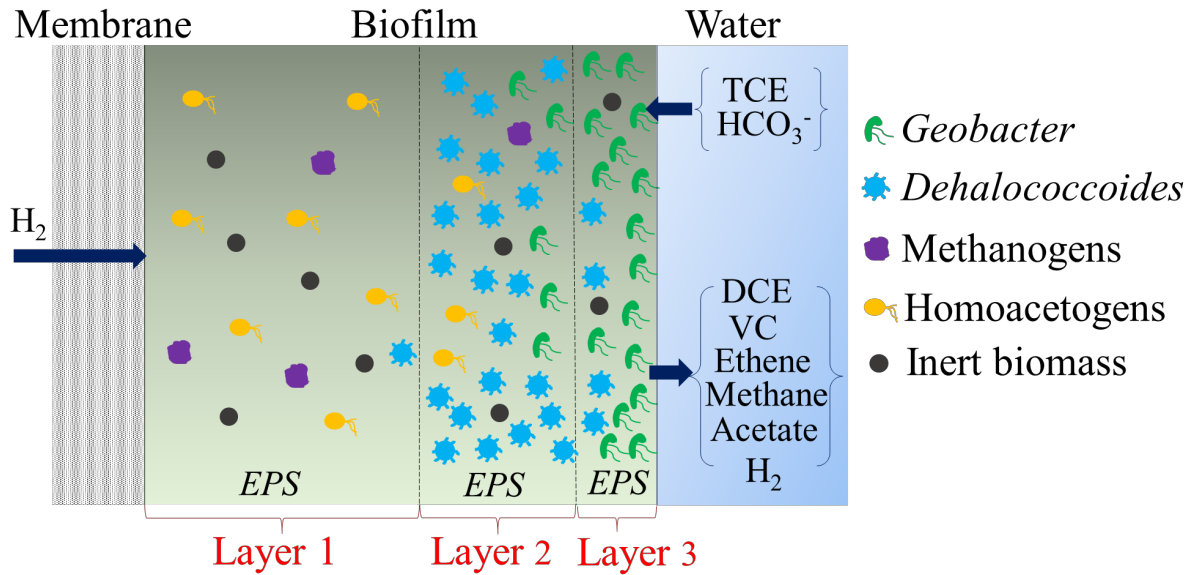 Membrane
Biofilm
Water
H₂
TCE
HCO₃⁻
DCE
VC
Ethene
Methane
Acetate
H₂
EPS
EPS
EPS
Layer 1
Layer 2
Layer 3
Geobacter
Dehalococcoides
Methanogens
Homoacetogens
Inert biomass